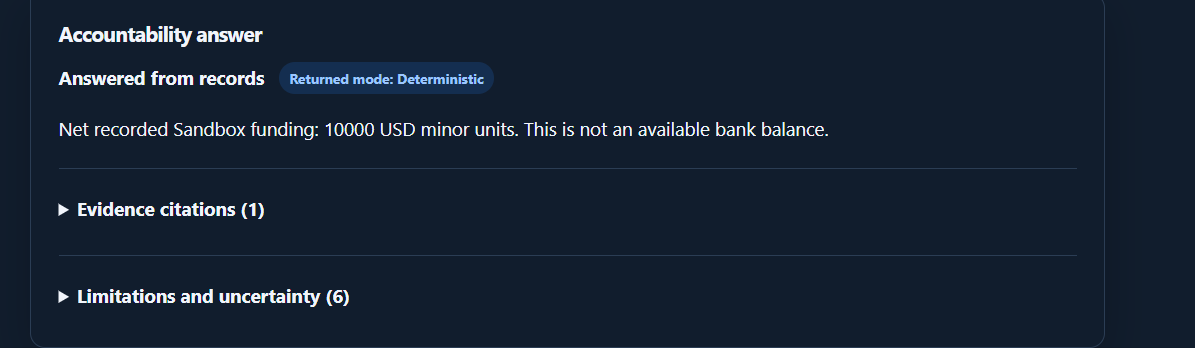 Accountability answer
Answered from records Returned mode: Deterministic
Net recorded Sandbox funding: 10000 USD minor units. This is not an available bank balance.
Evidence citations (1)
Limitations and uncertainty (6)